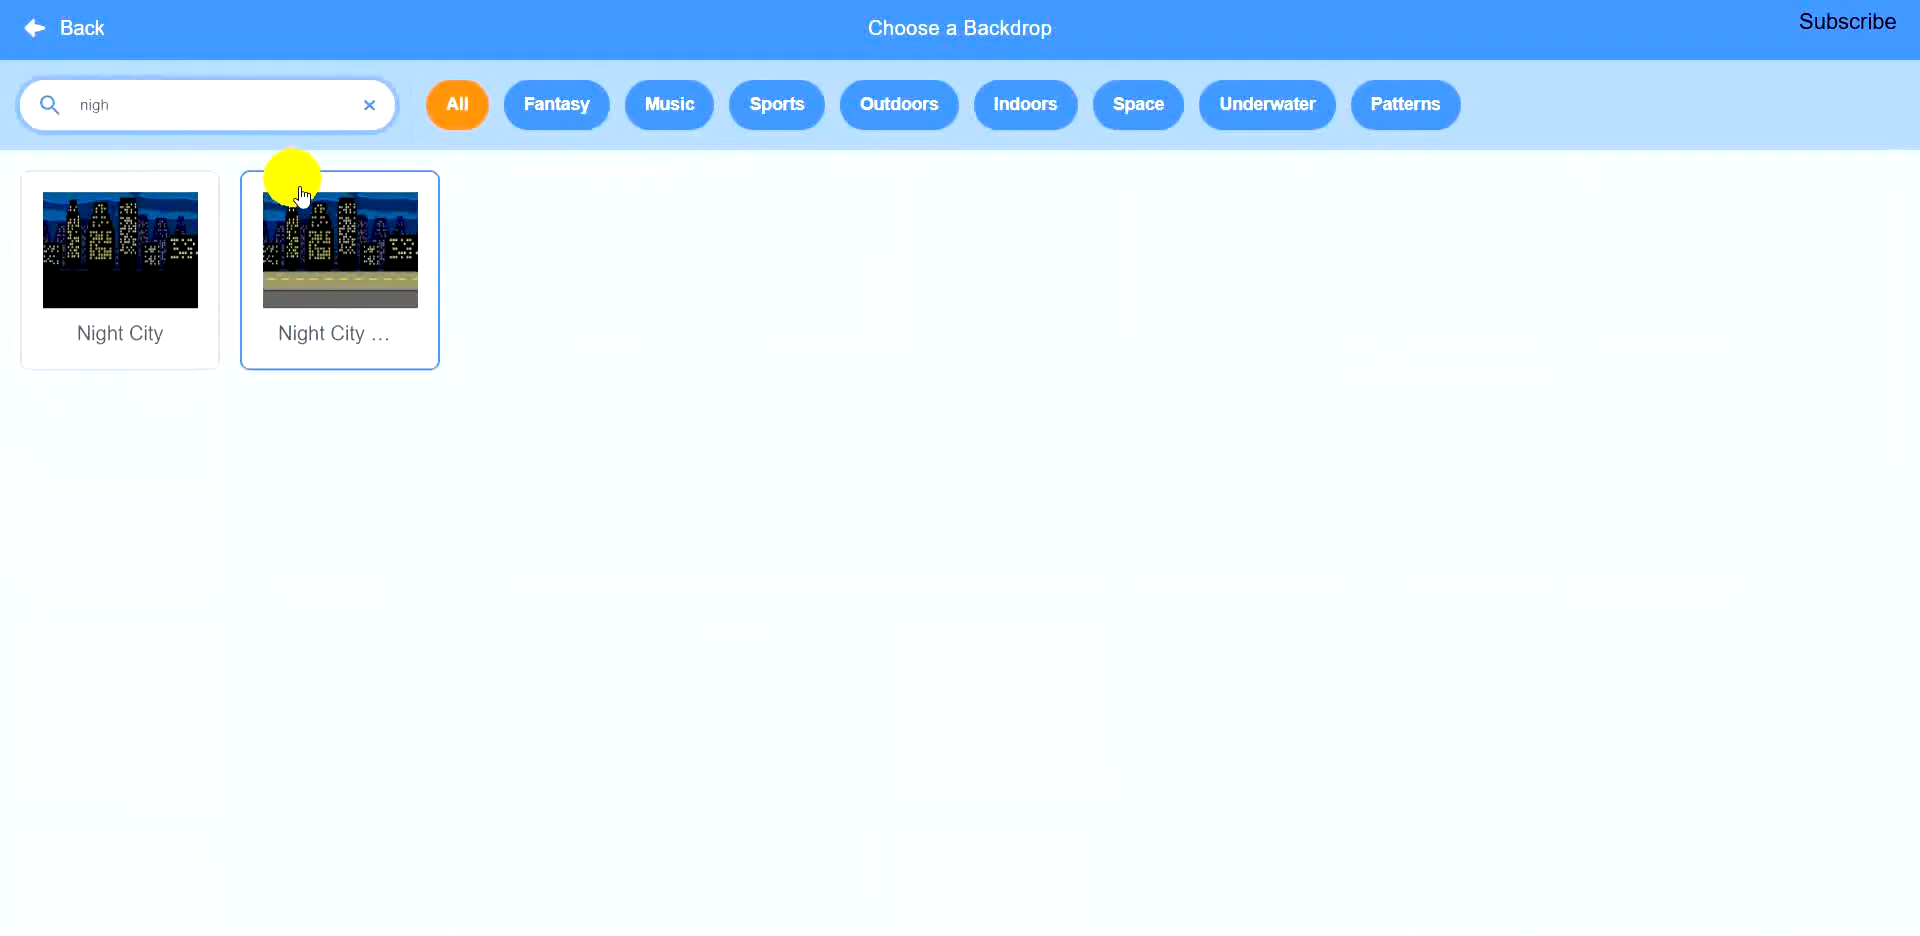 Back
Choose a Backdrop
Subscribe
nigh
All
Fantasy
Music
Sports
Outdoors
Indoors
Space
Underwater
Patterns
Night City
Night City ...